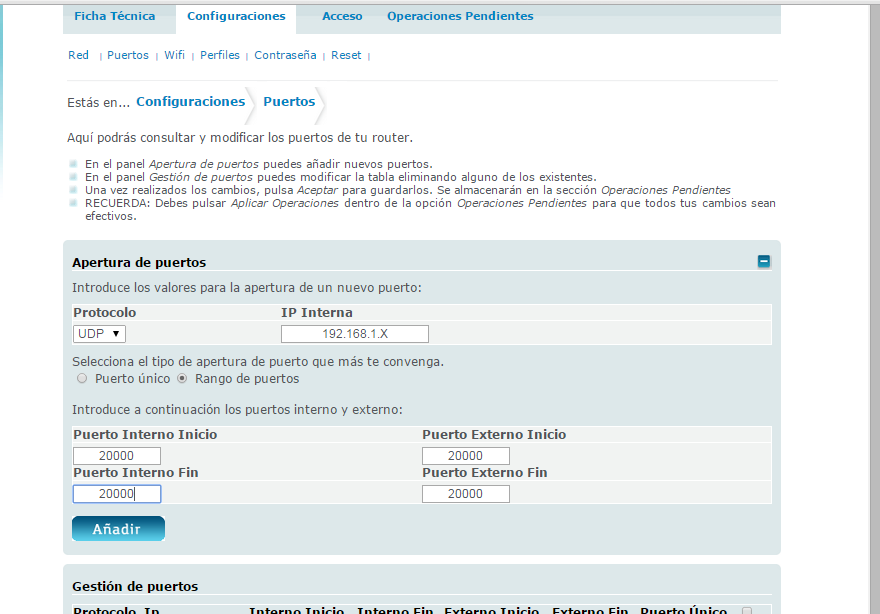 Ficha Técnica Configuraciones Acceso Operaciones Pendientes
Red | Puertos | Wifi | Perfiles | Contraseña | Reset |
Estás en... Configuraciones Puertos
Aquí podrás consultar y modificar los puertos de tu router.
En el panel Apertura de puertos puedes añadir nuevos puertos.
En el panel Gestión de puertos puedes modificar la tabla eliminando alguno de los existentes.
Una vez realizados los cambios, pulsa Aceptar para guardarlos. Se almacenarán en la sección Operaciones Pendientes
RECUERDA: Debes pulsar Aplicar Operaciones dentro de la opción Operaciones Pendientes para que todos tus cambios sean
efectivos.
Apertura de puertos
Introduce los valores para la apertura de un nuevo puerto:
Protocolo IP Interna
UDP 192.168.1.X
Selecciona el tipo de apertura de puerto que más te convenga.
Puerto único Rango de puertos
Introduce a continuación los puertos interno y externo:
Puerto Interno Inicio Puerto Externo Inicio
20000 20000
Puerto Interno Fin Puerto Externo Fin
20000 20000
Añadir
Gestión de puertos
Protocolo Ip Interno Inicio Interno Fin Externo Inicio Externo Fin Puerto Único